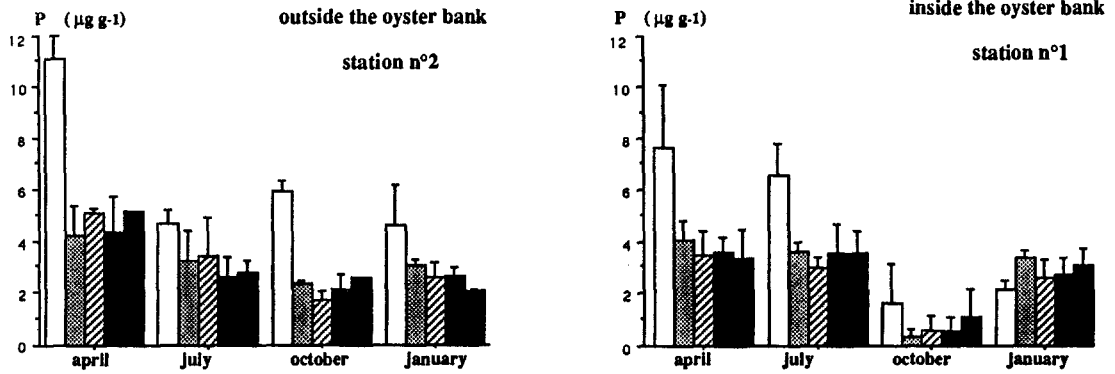 P (µg g-1)
outside the oyster bank
station n°2
12
10
8
6
4
2
0
april july october january
P (µg g-1)
inside the oyster bank
station n°1
12
10
8
6
4
2
0
april july october january